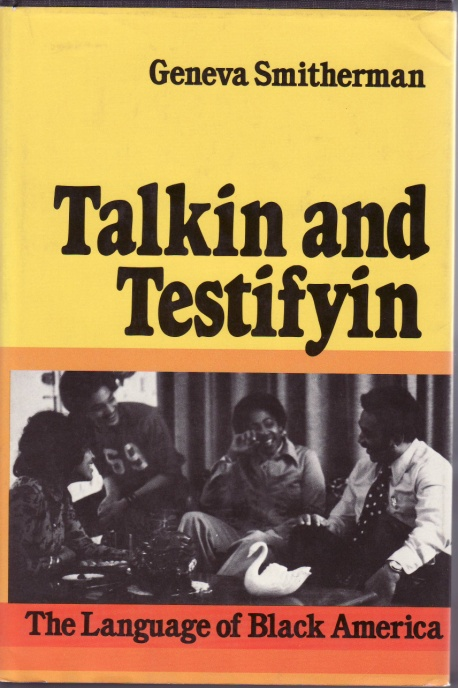 Geneva Smitherman
Talkin and
Testifyin
69
The Language of Black America